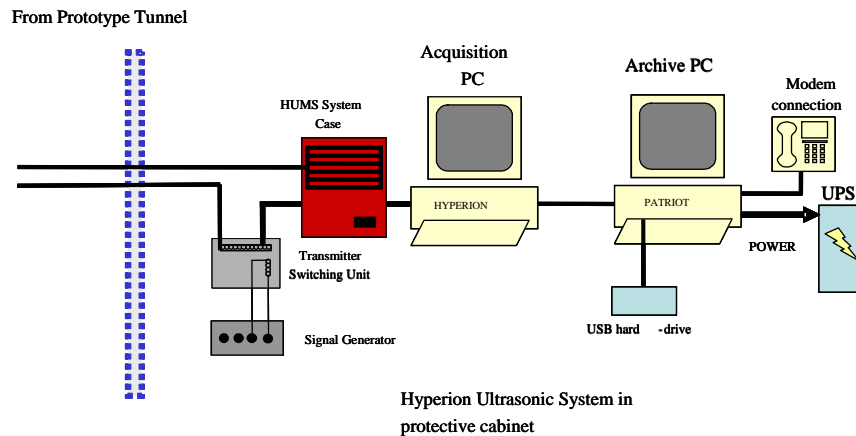 From Prototype Tunnel
Acquisition
PC
Archive PC
Modem
connection
HUMS System
Case
HYPERION
PATRIOT
UPS
POWER
Transmitter
Switching Unit
USB hard -drive
Signal Generator
Hyperion Ultrasonic System in
protective cabinet